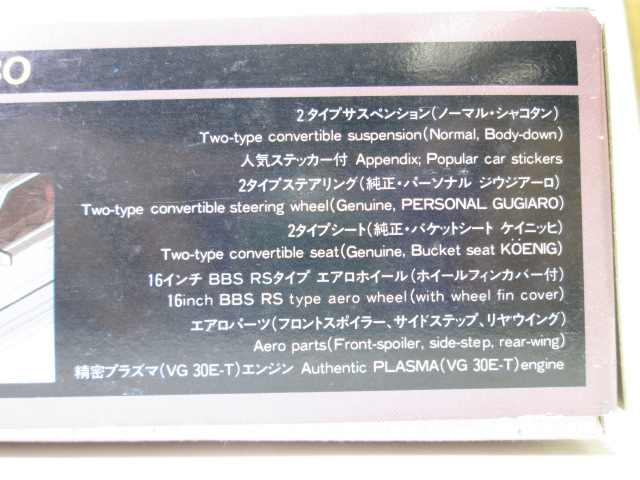 2タイプサスペンション(ノーマル・シャコタン)
Two-type convertible suspension(Normal, Body-down)
人気ステッカー付 Appendix; Popular car stickers
2タイプステアリング(純正・パーソナル ジウジアーロ)
Two-type convertible steering wheel(Genuine, PERSONAL GUGIARO)
2タイプシート(純正・バケットシート ケイニッヒ)
Two-type convertible seat(Genuine, Bucket seat KÖENIG)
16インチ BBS RSタイプ エアロホイール(ホイールフィンカバー付)
16inch BBS RS type aero wheel(with wheel fin cover)
エアロパーツ(フロントスポイラー、サイドステップ、リヤウイング)
Aero parts(Front-spoiler, side-step, rear-wing)
精密プラズマ(VG 30E-T)エンジン Authentic PLASMA(VG 30E-T)engine